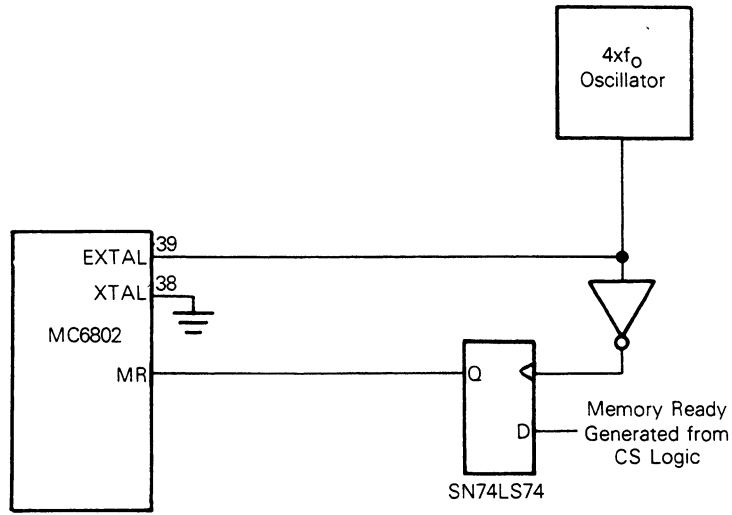 4xfo
Oscillator
EXTAL
39
XTAL
38
MC6802
MR
Q
D
Memory Ready
Generated from
CS Logic
SN74LS74